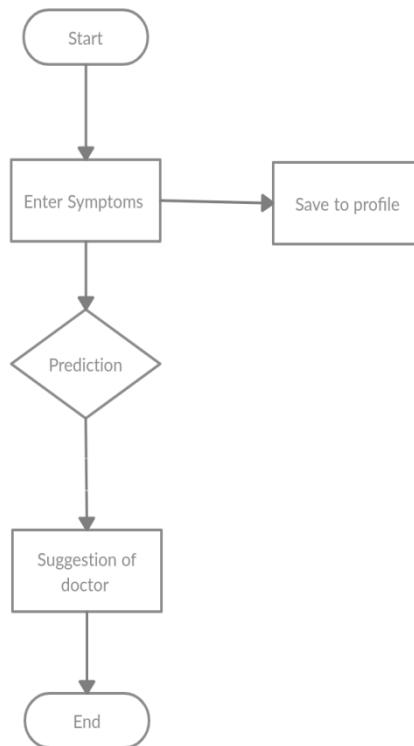 Start
Enter Symptoms
Save to profile
Prediction
Suggestion of
doctor
End